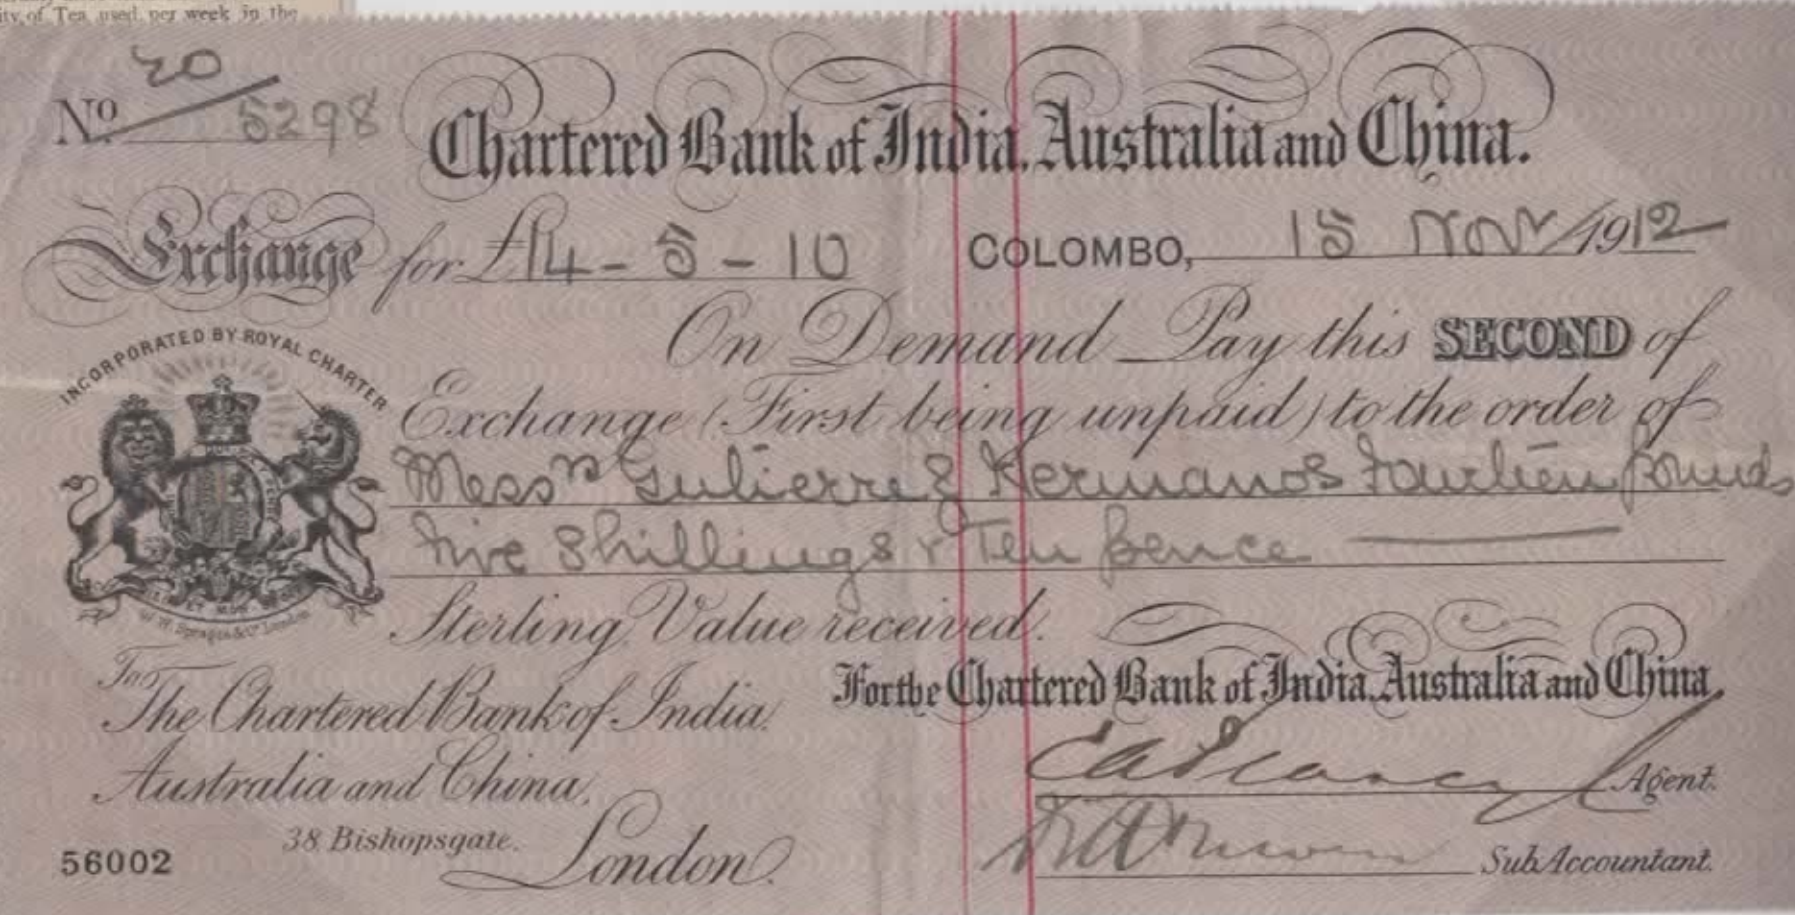 ity of Tea used per week in the
No 20/5298
Chartered Bank of India, Australia and China.
Exchange for £14-5-10 COLOMBO, 15 Novr 1912
INCORPORATED BY ROYAL CHARTER
On Demand Pay this SECOND of
Exchange (First being unpaid) to the order of
Messrs Gutierrez Hermanos Fourteen pounds
five Shillings & Ten pence
Sterling Value received.
To
The Chartered Bank of India
Australia and China,
38 Bishopsgate. London.
For the Chartered Bank of India, Australia and China,
Agent.
Sub Accountant.
56002